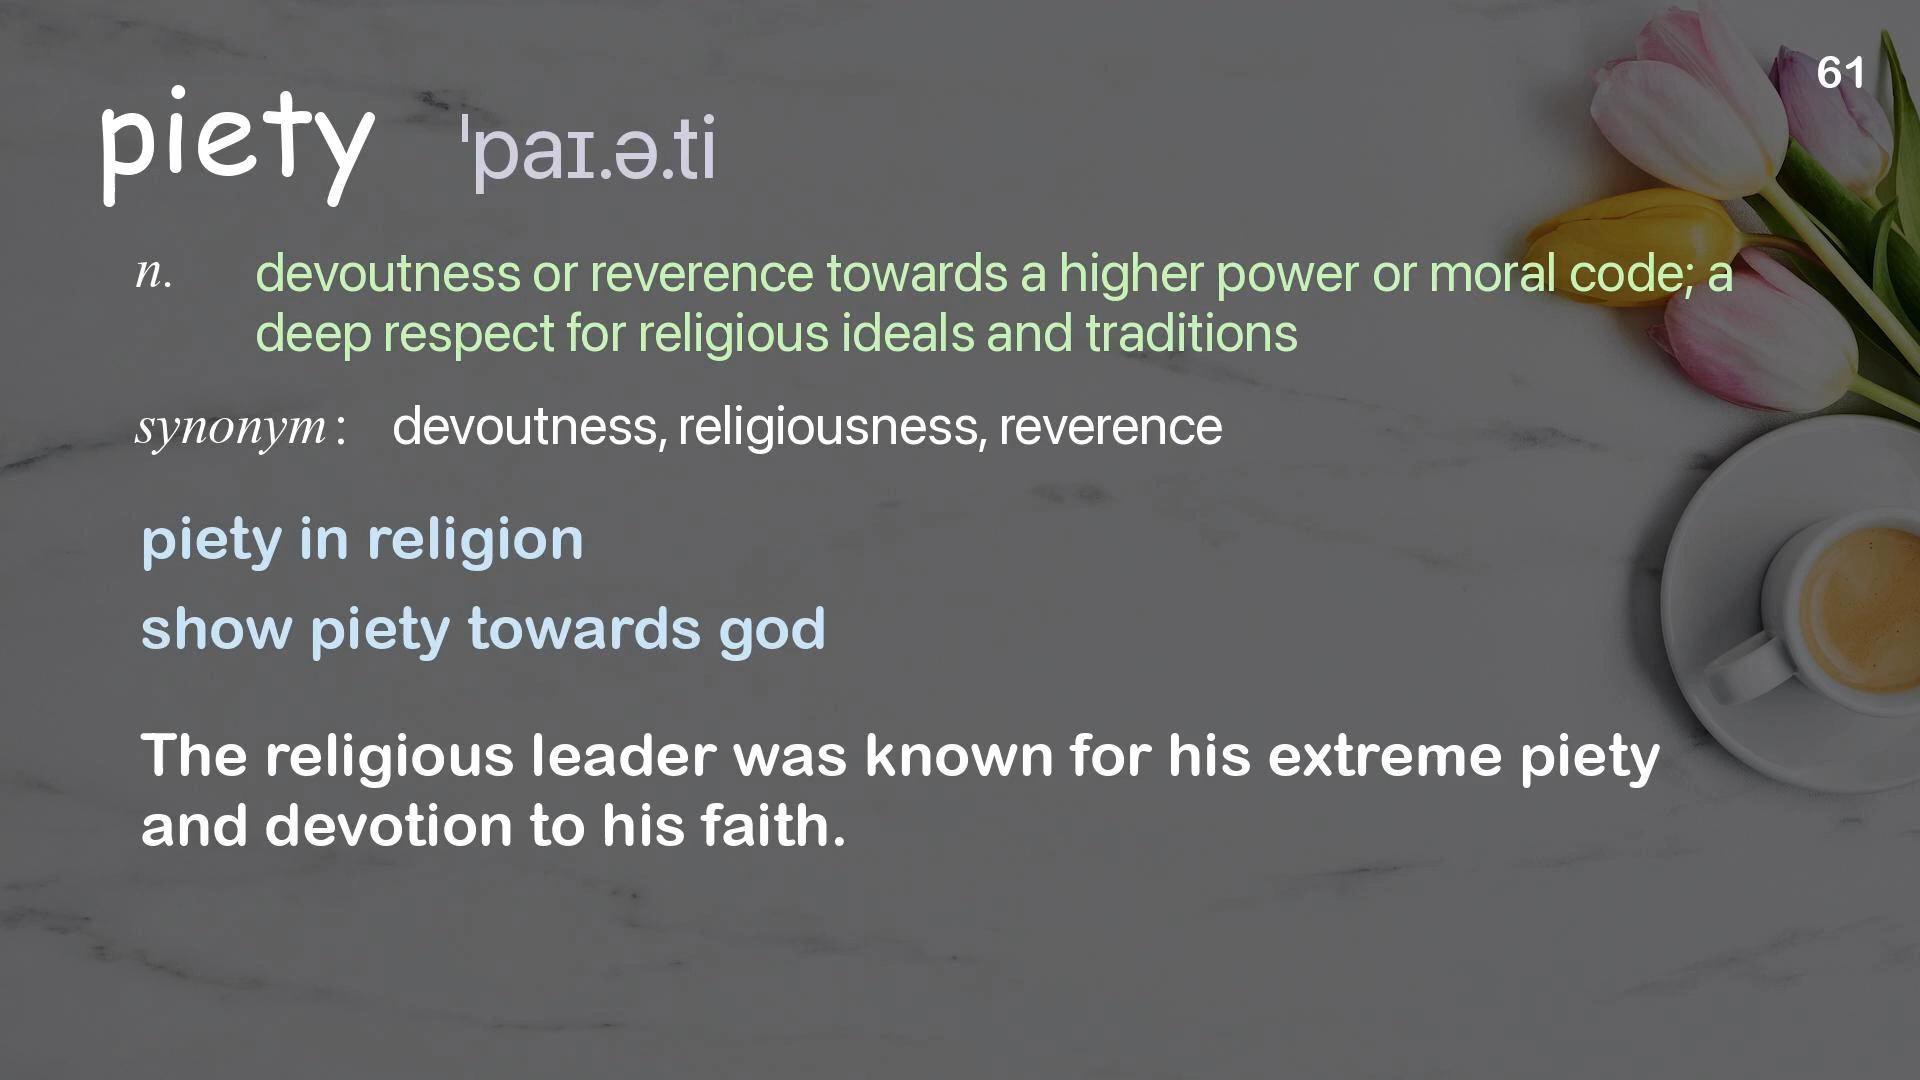 61
piety ˈpaɪ.ə.ti
n. devoutness or reverence towards a higher power or moral code; a
deep respect for religious ideals and traditions
synonym: devoutness, religiousness, reverence
piety in religion
show piety towards god
The religious leader was known for his extreme piety
and devotion to his faith.